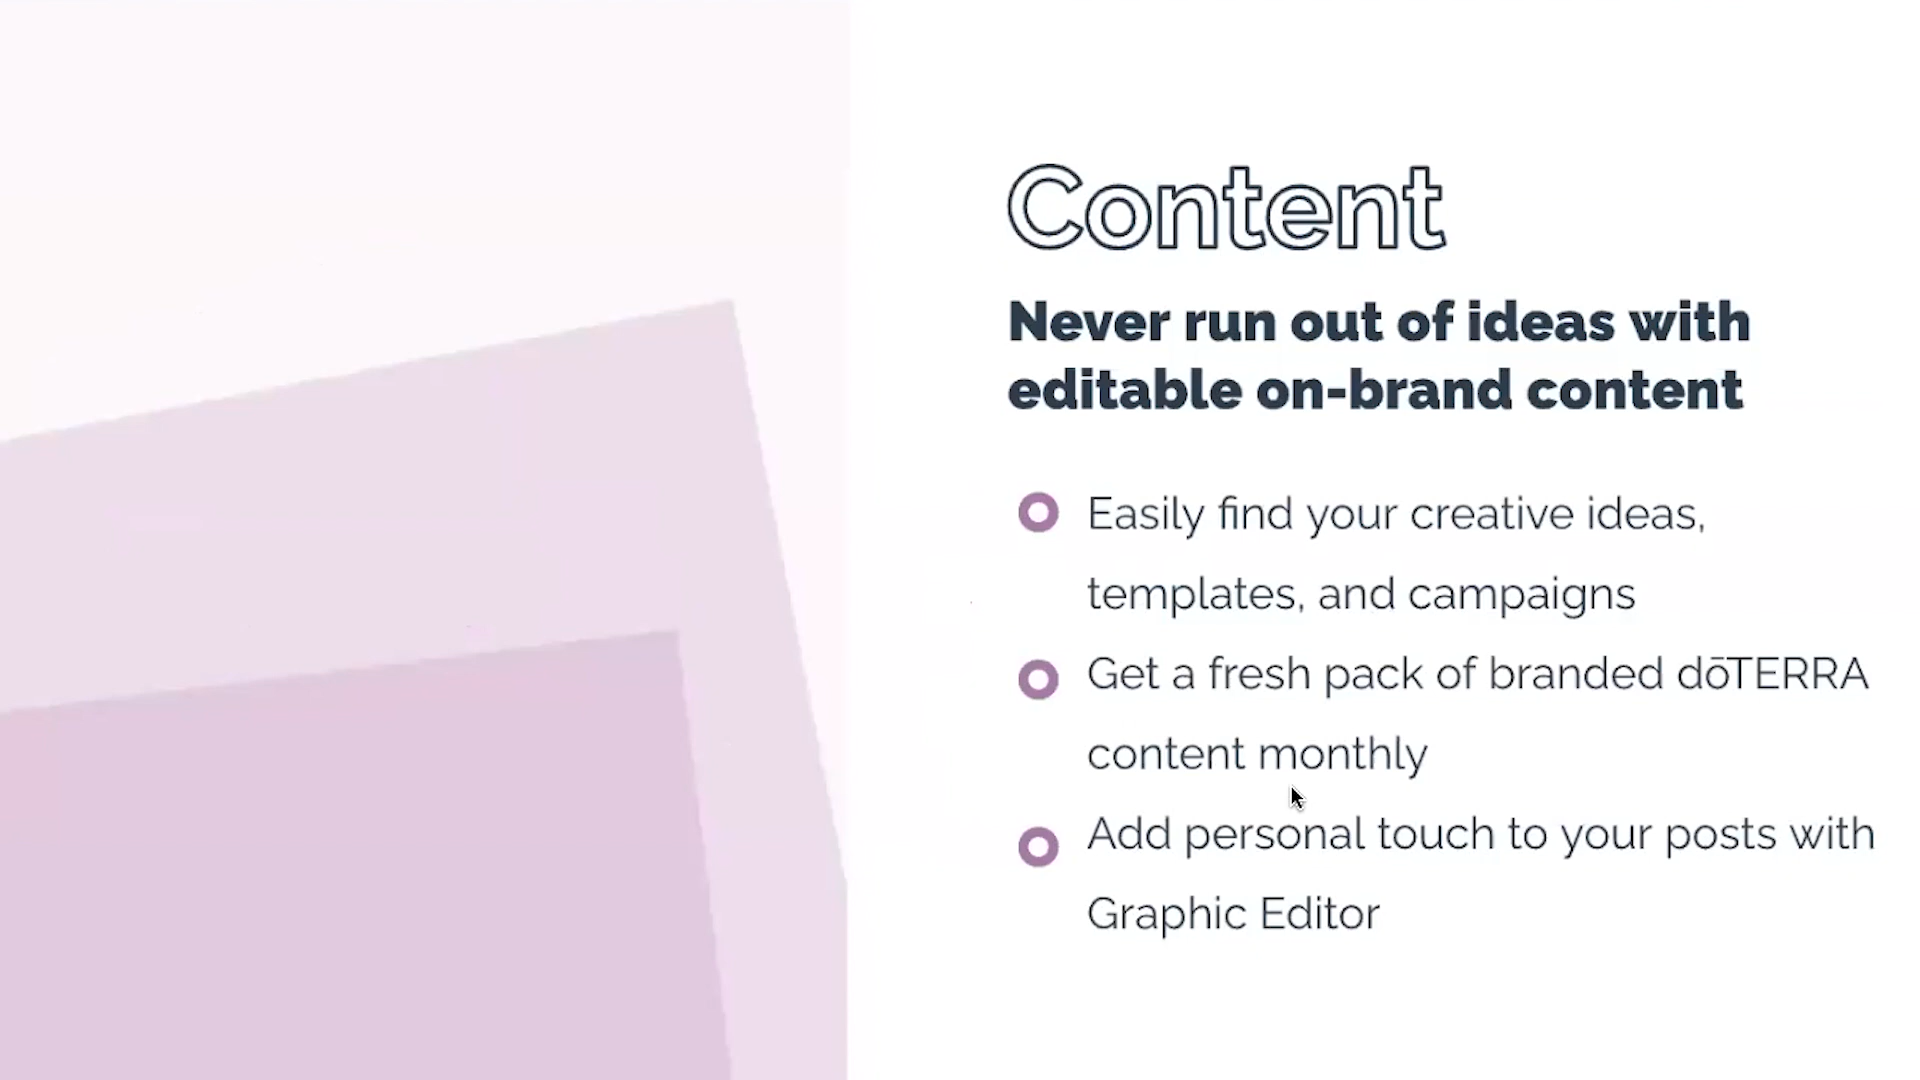 Content
Never run out of ideas with
editable on-brand content
Easily find your creative ideas,
templates, and campaigns
Get a fresh pack of branded dōTERRA
content monthly
Add personal touch to your posts with
Graphic Editor